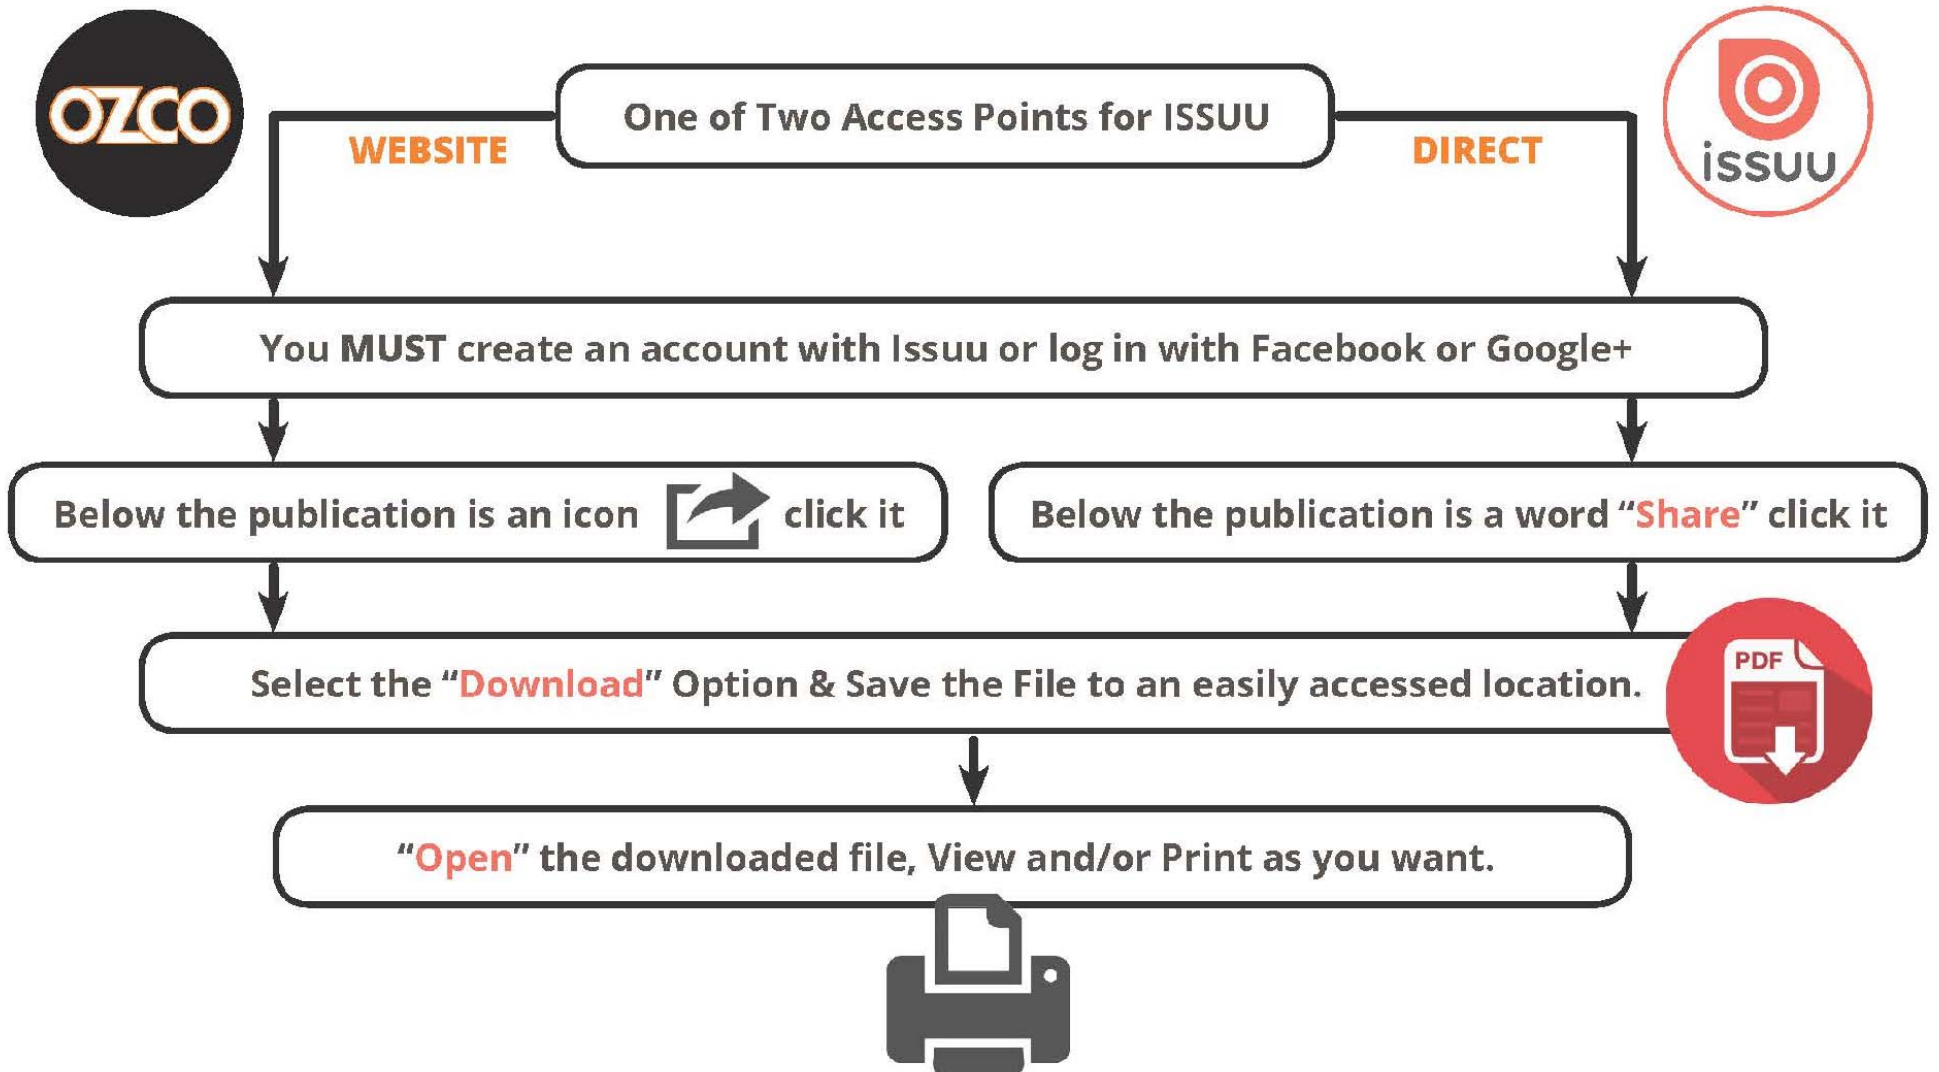 OZCO
One of Two Access Points for ISSUU
issuu
WEBSITE
DIRECT
You MUST create an account with Issuu or log in with Facebook or Google+
Below the publication is an icon click it
Below the publication is a word “Share” click it
Select the “Download” Option & Save the File to an easily accessed location.
PDF
“Open” the downloaded file, View and/or Print as you want.